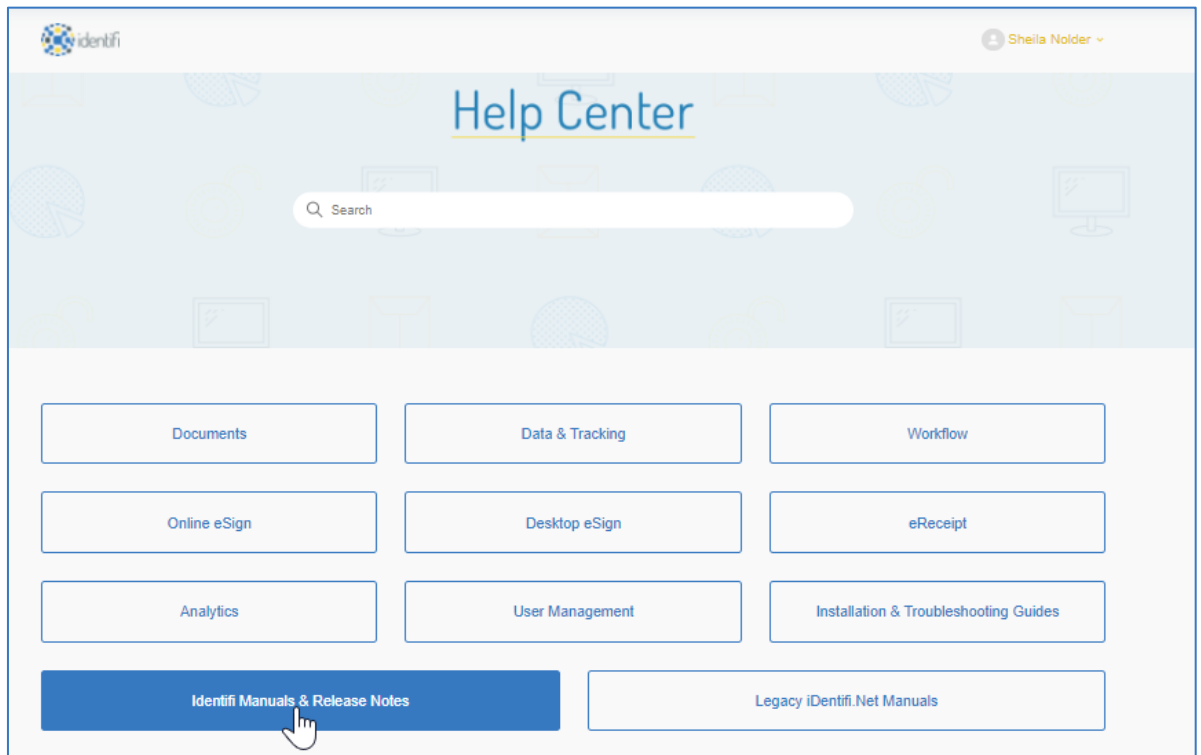 identifi
Sheila Nolder
Help Center
Search
Documents
Data & Tracking
Workflow
Online eSign
Desktop eSign
eReceipt
Analytics
User Management
Installation & Troubleshooting Guides
Identifi Manuals & Release Notes
Legacy iDentifi.Net Manuals